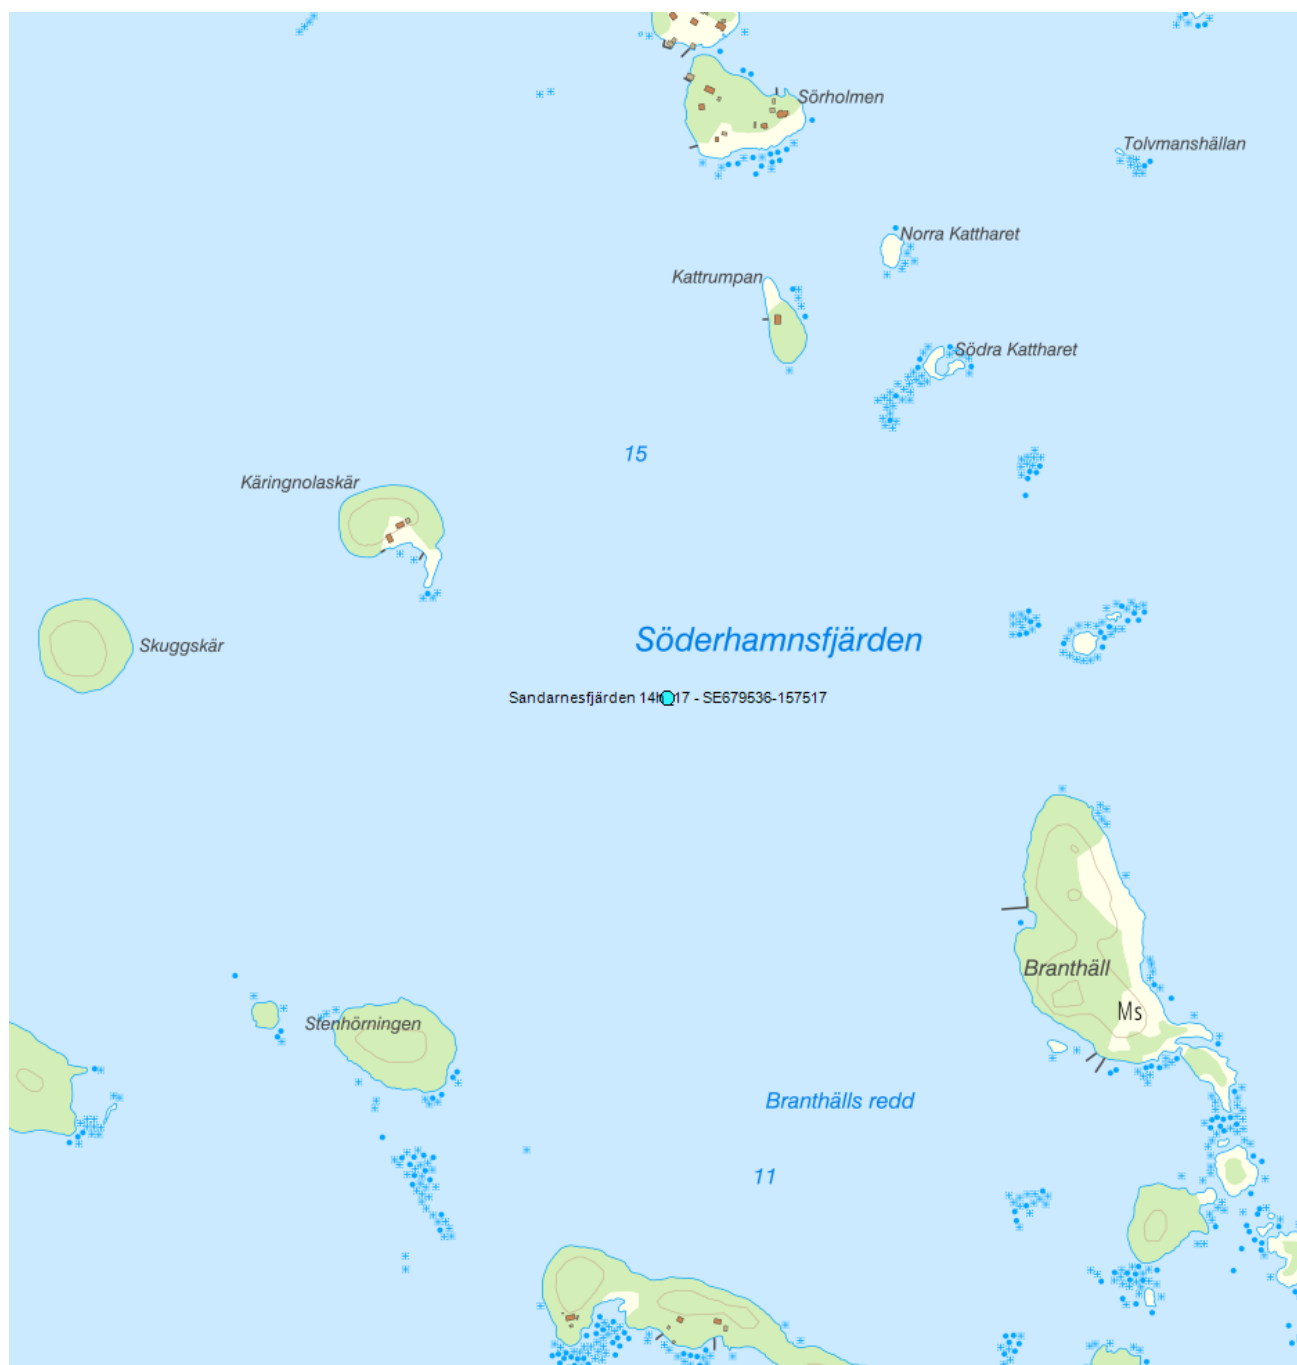 Sörholmen
Tolvmanshällan
Norra Kattharet
Kattrumpan
Södra Kattharet
15
Käringnolaskär
Söderhamnsfjärden
Skuggskär
Sandarnesfjärden 17 - SE679536-157517
Branthäll
Ms
Stenhörningen
Branthälls redd
11